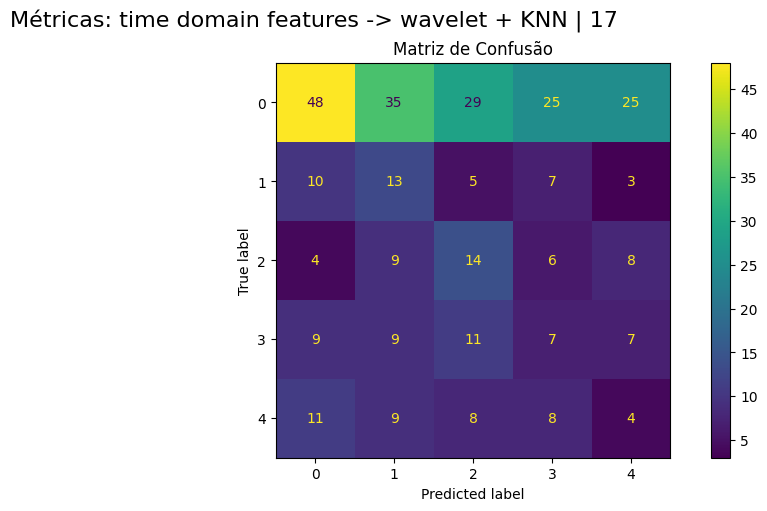 Métricas: time domain features -> wavelet + KNN | 17
Matriz de Confusão
0 48 35 29 25 25
1 10 13 5 7 3
2 4 9 14 6 8
3 9 9 11 7 7
4 11 9 8 8 4
0 1 2 3 4
Predicted label
True label
45
40
35
30
25
20
15
10
5